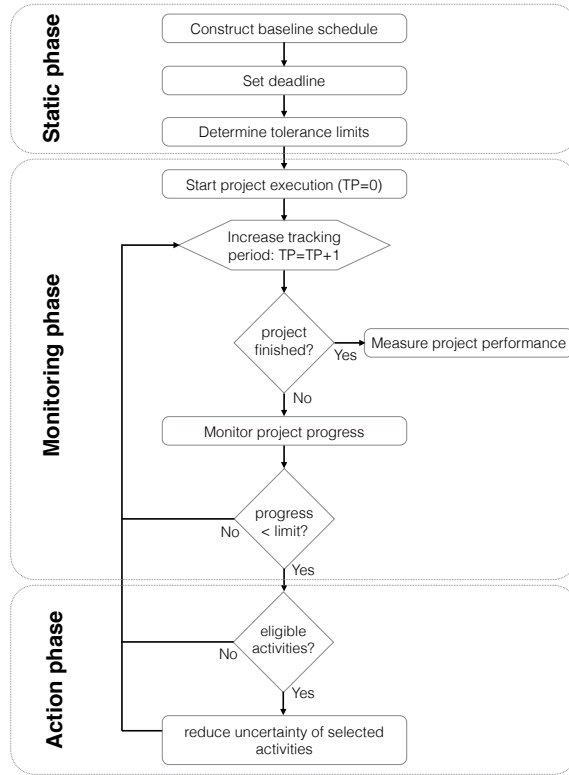 Static phase
Construct baseline schedule
Set deadline
Determine tolerance limits
Monitoring phase
Start project execution (TP=0)
Increase tracking
period: TP=TP+1
project
finished?
Yes
Measure project performance
No
Monitor project progress
progress
< limit?
No
Yes
Action phase
eligible
activities?
No
Yes
reduce uncertainty of selected
activities